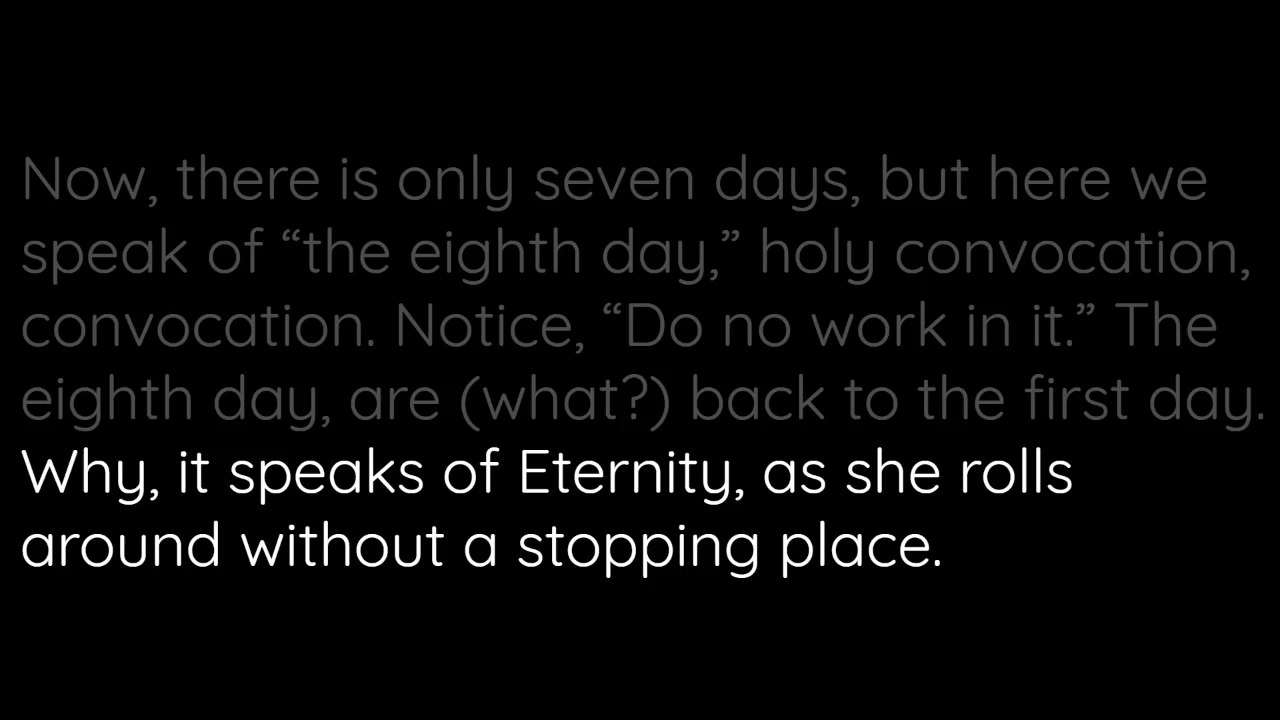 Now, there is only seven days, but here we
speak of “the eighth day,” holy convocation,
convocation. Notice, “Do no work in it.” The
eighth day, are (what?) back to the first day.
Why, it speaks of Eternity, as she rolls
around without a stopping place.